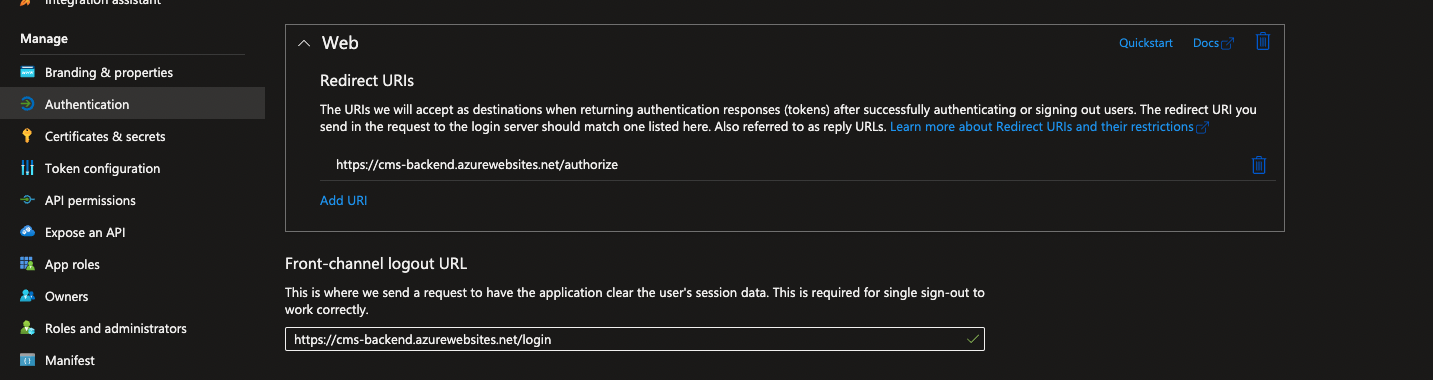 Integration assistant
Manage
Branding & properties
Authentication
Certificates & secrets
Token configuration
API permissions
Expose an API
App roles
Owners
Roles and administrators
Manifest
Web
Quickstart
Docs
Redirect URIs
The URIs we will accept as destinations when returning authentication responses (tokens) after successfully authenticating or signing out users. The redirect URI you
send in the request to the login server should match one listed here. Also referred to as reply URLs. Learn more about Redirect URIs and their restrictions
https://cms-backend.azurewebsites.net/authorize
Add URI
Front-channel logout URL
This is where we send a request to have the application clear the user's session data. This is required for single sign-out to
work correctly.
https://cms-backend.azurewebsites.net/login